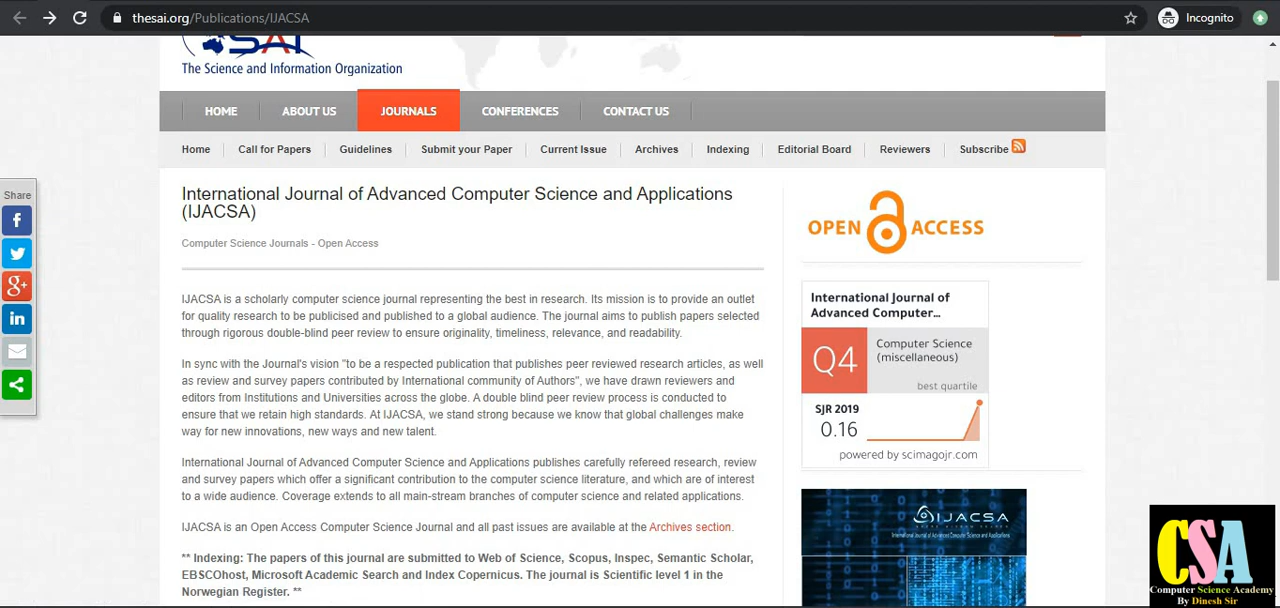 thesai.org/Publications/IJACSA
Incognito
SAI
The Science and Information Organization
HOME ABOUT US JOURNALS CONFERENCES CONTACT US
Home Call for Papers Guidelines Submit your Paper Current Issue Archives Indexing Editorial Board Reviewers Subscribe
Share
International Journal of Advanced Computer Science and Applications
(IJACSA)
Computer Science Journals - Open Access
IJACSA is a scholarly computer science journal representing the best in research. Its mission is to provide an outlet
for quality research to be publicised and published to a global audience. The journal aims to publish papers selected
through rigorous double-blind peer review to ensure originality, timeliness, relevance, and readability.
In sync with the Journal's vision "to be a respected publication that publishes peer reviewed research articles, as well
as review and survey papers contributed by International community of Authors", we have drawn reviewers and
editors from Institutions and Universities across the globe. A double blind peer review process is conducted to
ensure that we retain high standards. At IJACSA, we stand strong because we know that global challenges make
way for new innovations, new ways and new talent.
International Journal of Advanced Computer Science and Applications publishes carefully refereed research, review
and survey papers which offer a significant contribution to the computer science literature, and which are of interest
to a wide audience. Coverage extends to all main-stream branches of computer science and related applications.
IJACSA is an Open Access Computer Science Journal and all past issues are available at the Archives section.
** Indexing: The papers of this journal are submitted to Web of Science, Scopus, Inspec, Semantic Scholar,
EBSCOhost, Microsoft Academic Search and Index Copernicus. The journal is Scientific level 1 in the
Norwegian Register. **
OPEN ACCESS
International Journal of
Advanced Computer...
Q4
Computer Science
(miscellaneous)
best quartile
SJR 2019
0.16
powered by scimagojr.com
IJACSA
International Journal of Advanced Computer Science and Applications
CSA
Computer Science Academy
By Dinesh Sir